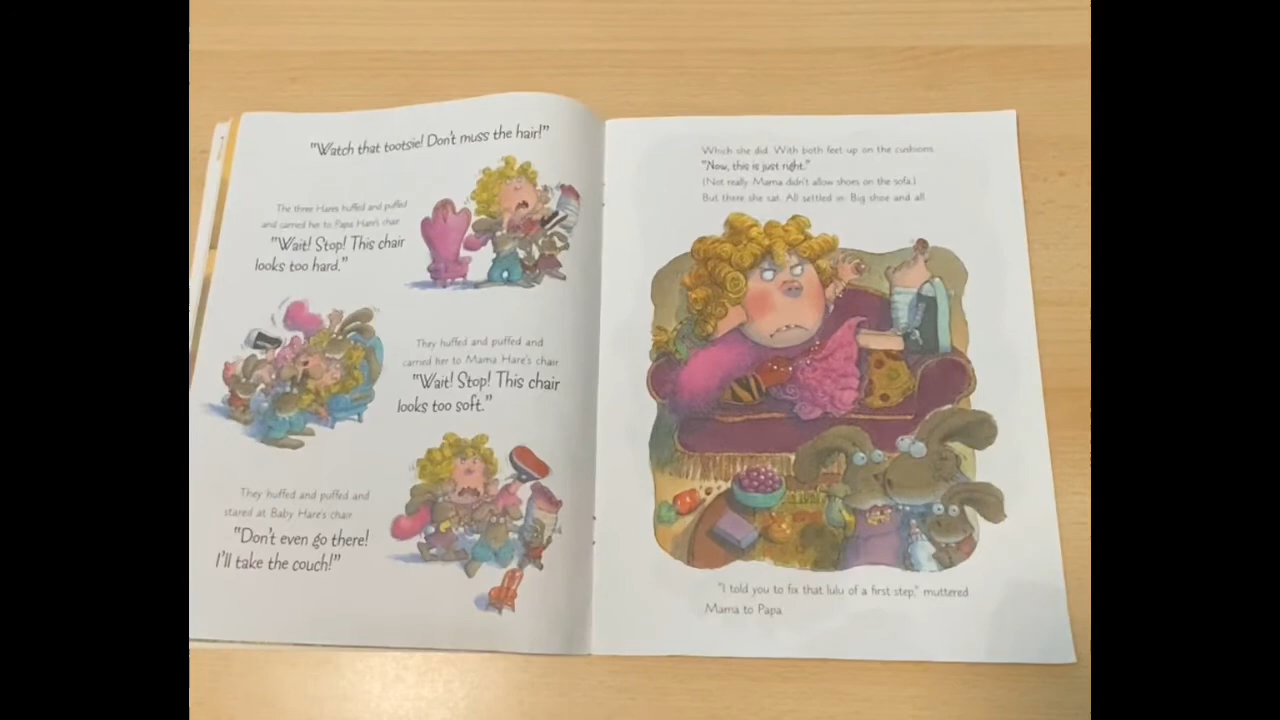 "Watch that tootsie! Don't muss the hair!"
The three Hares huffed and puffed
and carried her to Papa Hare's chair.
"Wait! Stop! This chair
looks too hard."
They huffed and puffed and
carried her to Mama Hare's chair.
"Wait! Stop! This chair
looks too soft."
They huffed and puffed and
stared at Baby Hare's chair.
"Don't even go there!
I'll take the couch!"
Which she did. With both feet up on the cushions.
"Now, this is just right."
(Not really. Mama didn't allow shoes on the sofa.)
But there she sat. All settled in. Big shoe and all.
"I told you to fix that lulu of a first step," muttered
Mama to Papa.